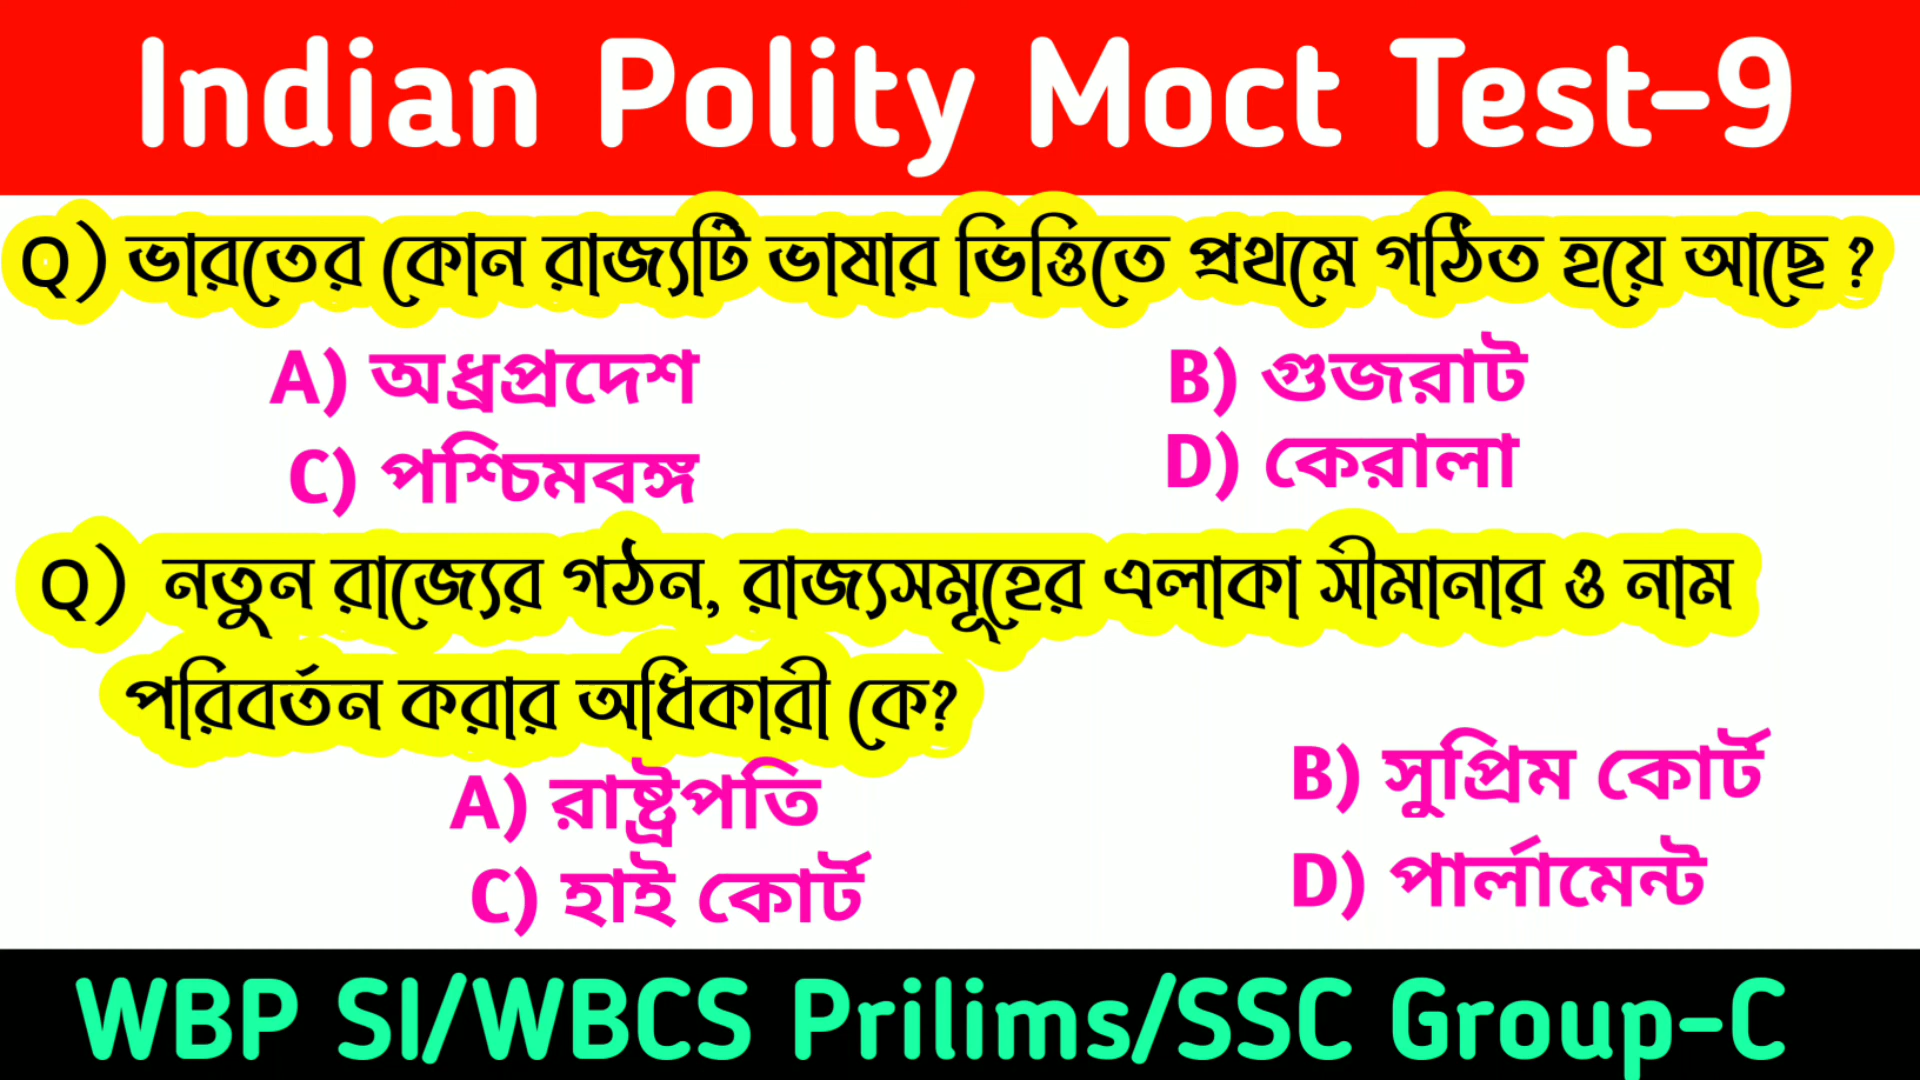 Indian Polity Moct Test-9
Q) ভারতের কোন রাজ্যটি ভাষার ভিত্তিতে প্রথমে গঠিত হয়ে আছে ?
A) অধ্রপ্রদেশ B) গুজরাট
C) পশ্চিমবঙ্গ D) কেরালা
Q) নতুন রাজ্যের গঠন, রাজ্যসমূহের এলাকা সীমানার ও নাম
পরিবর্তন করার অধিকারী কে?
A) রাষ্ট্রপতি B) সুপ্রিম কোর্ট
C) হাই কোর্ট D) পার্লামেন্ট
WBP SI/WBCS Prilims/SSC Group-C